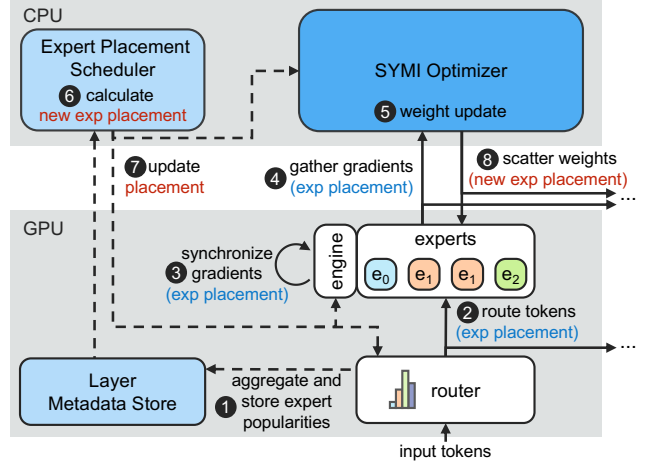 CPU
Expert Placement
Scheduler
6 calculate
new exp placement
SYMI Optimizer
5 weight update
7 update
placement
4 gather gradients
(exp placement)
8 scatter weights
(new exp placement)
...
GPU
synchronize
3 gradients
(exp placement)
engine
experts
e0 e1 e1 e2
2 route tokens
(exp placement)
...
Layer
Metadata Store
aggregate and
1 store expert
popularities
router
input tokens